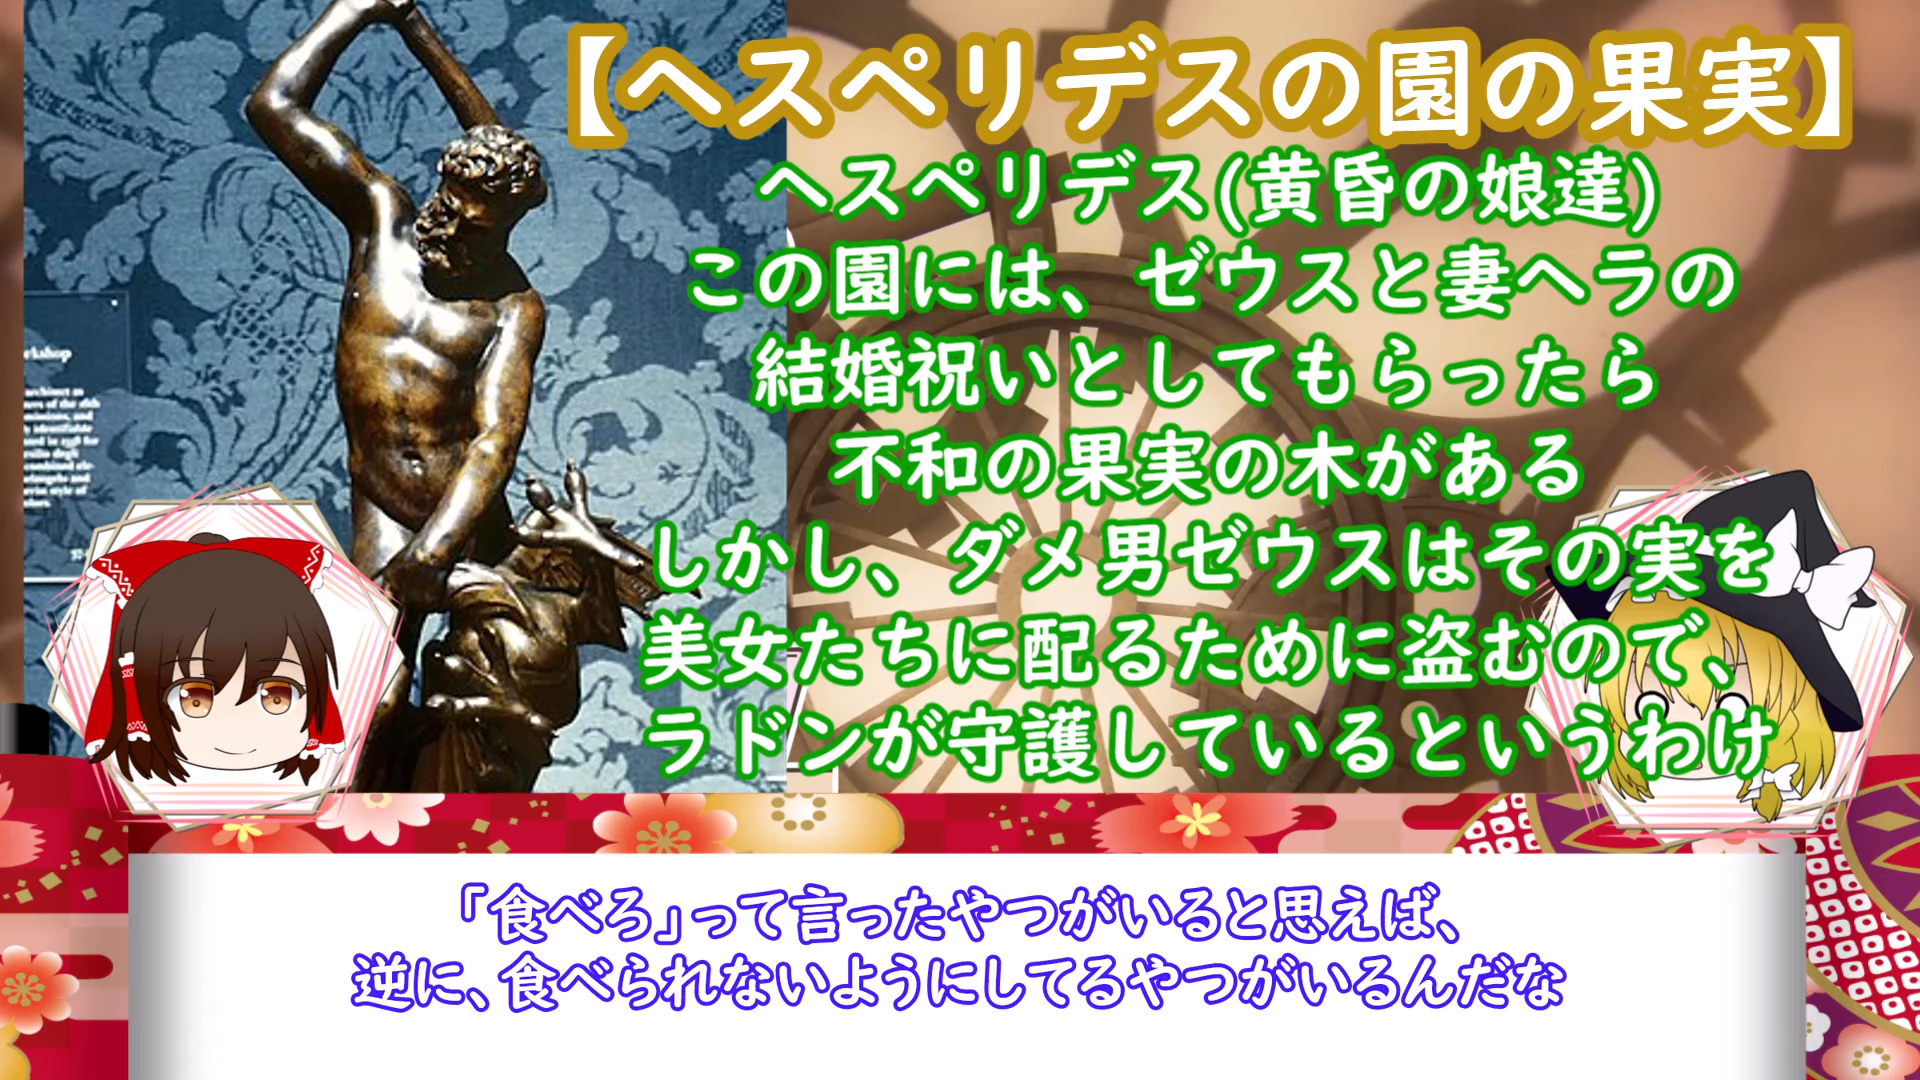 【ヘスペリデスの園の果実】
ヘスペリデス(黄昏の娘達)
この園には、ゼウスと妻ヘラの
結婚祝いとしてもらったら
不和の果実の木がある
しかし、ダメ男ゼウスはその実を
美女たちに配るために盗むので、
ラドンが守護しているというわけ
「食べろ」って言ったやつがいると思えば、
逆に、食べられないようにしてるやつがいるんだな